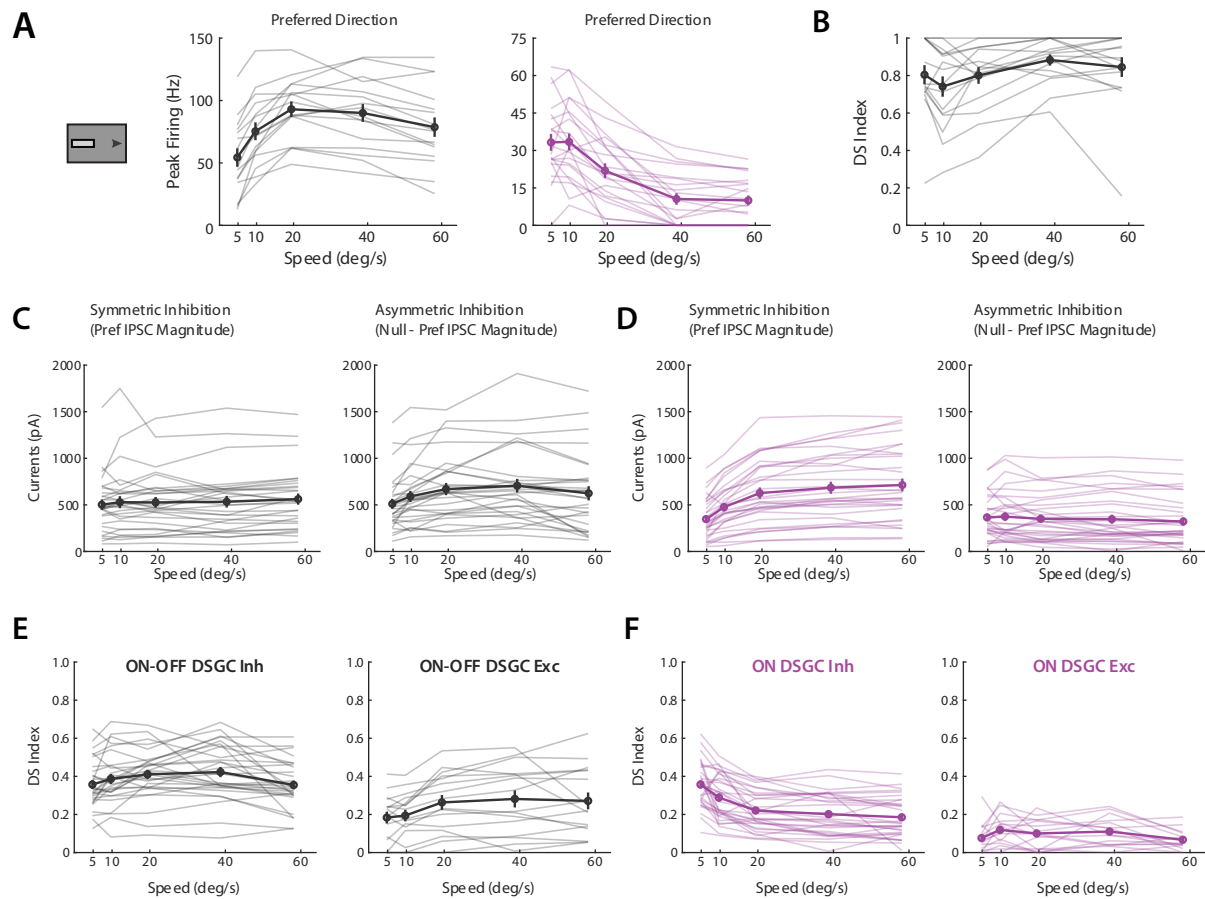 A
Preferred Direction
Preferred Direction
B
Peak Firing (Hz)
150
100
50
0
5 10 20 40 60
Speed (deg/s)
75
60
45
30
15
0
5 10 20 40 60
Speed (deg/s)
DS Index
1
0.8
0.6
0.4
0.2
0
5 10 20 40 60
Speed (deg/s)
C
Symmetric Inhibition
(Pref IPSC Magnitude)
Asymmetric Inhibition
(Null - Pref IPSC Magnitude)
D
Symmetric Inhibition
(Pref IPSC Magnitude)
Asymmetric Inhibition
(Null - Pref IPSC Magnitude)
Currents (pA)
2000
1500
1000
500
0
5 10 20 40 60
Speed (deg/s)
2000
1500
1000
500
0
5 10 20 40 60
Speed (deg/s)
Currents (pA)
2000
1500
1000
500
0
5 10 20 40 60
Speed (deg/s)
2000
1500
1000
500
0
5 10 20 40 60
Speed (deg/s)
E
ON-OFF DSGC Inh
ON-OFF DSGC Exc
F
ON DSGC Inh
ON DSGC Exc
DS Index
1.0
0.8
0.6
0.4
0.2
0
5 10 20 40 60
Speed (deg/s)
1.0
0.8
0.6
0.4
0.2
0
5 10 20 40 60
Speed (deg/s)
DS Index
1.0
0.8
0.6
0.4
0.2
0
5 10 20 40 60
Speed (deg/s)
1.0
0.8
0.6
0.4
0.2
0
5 10 20 40 60
Speed (deg/s)